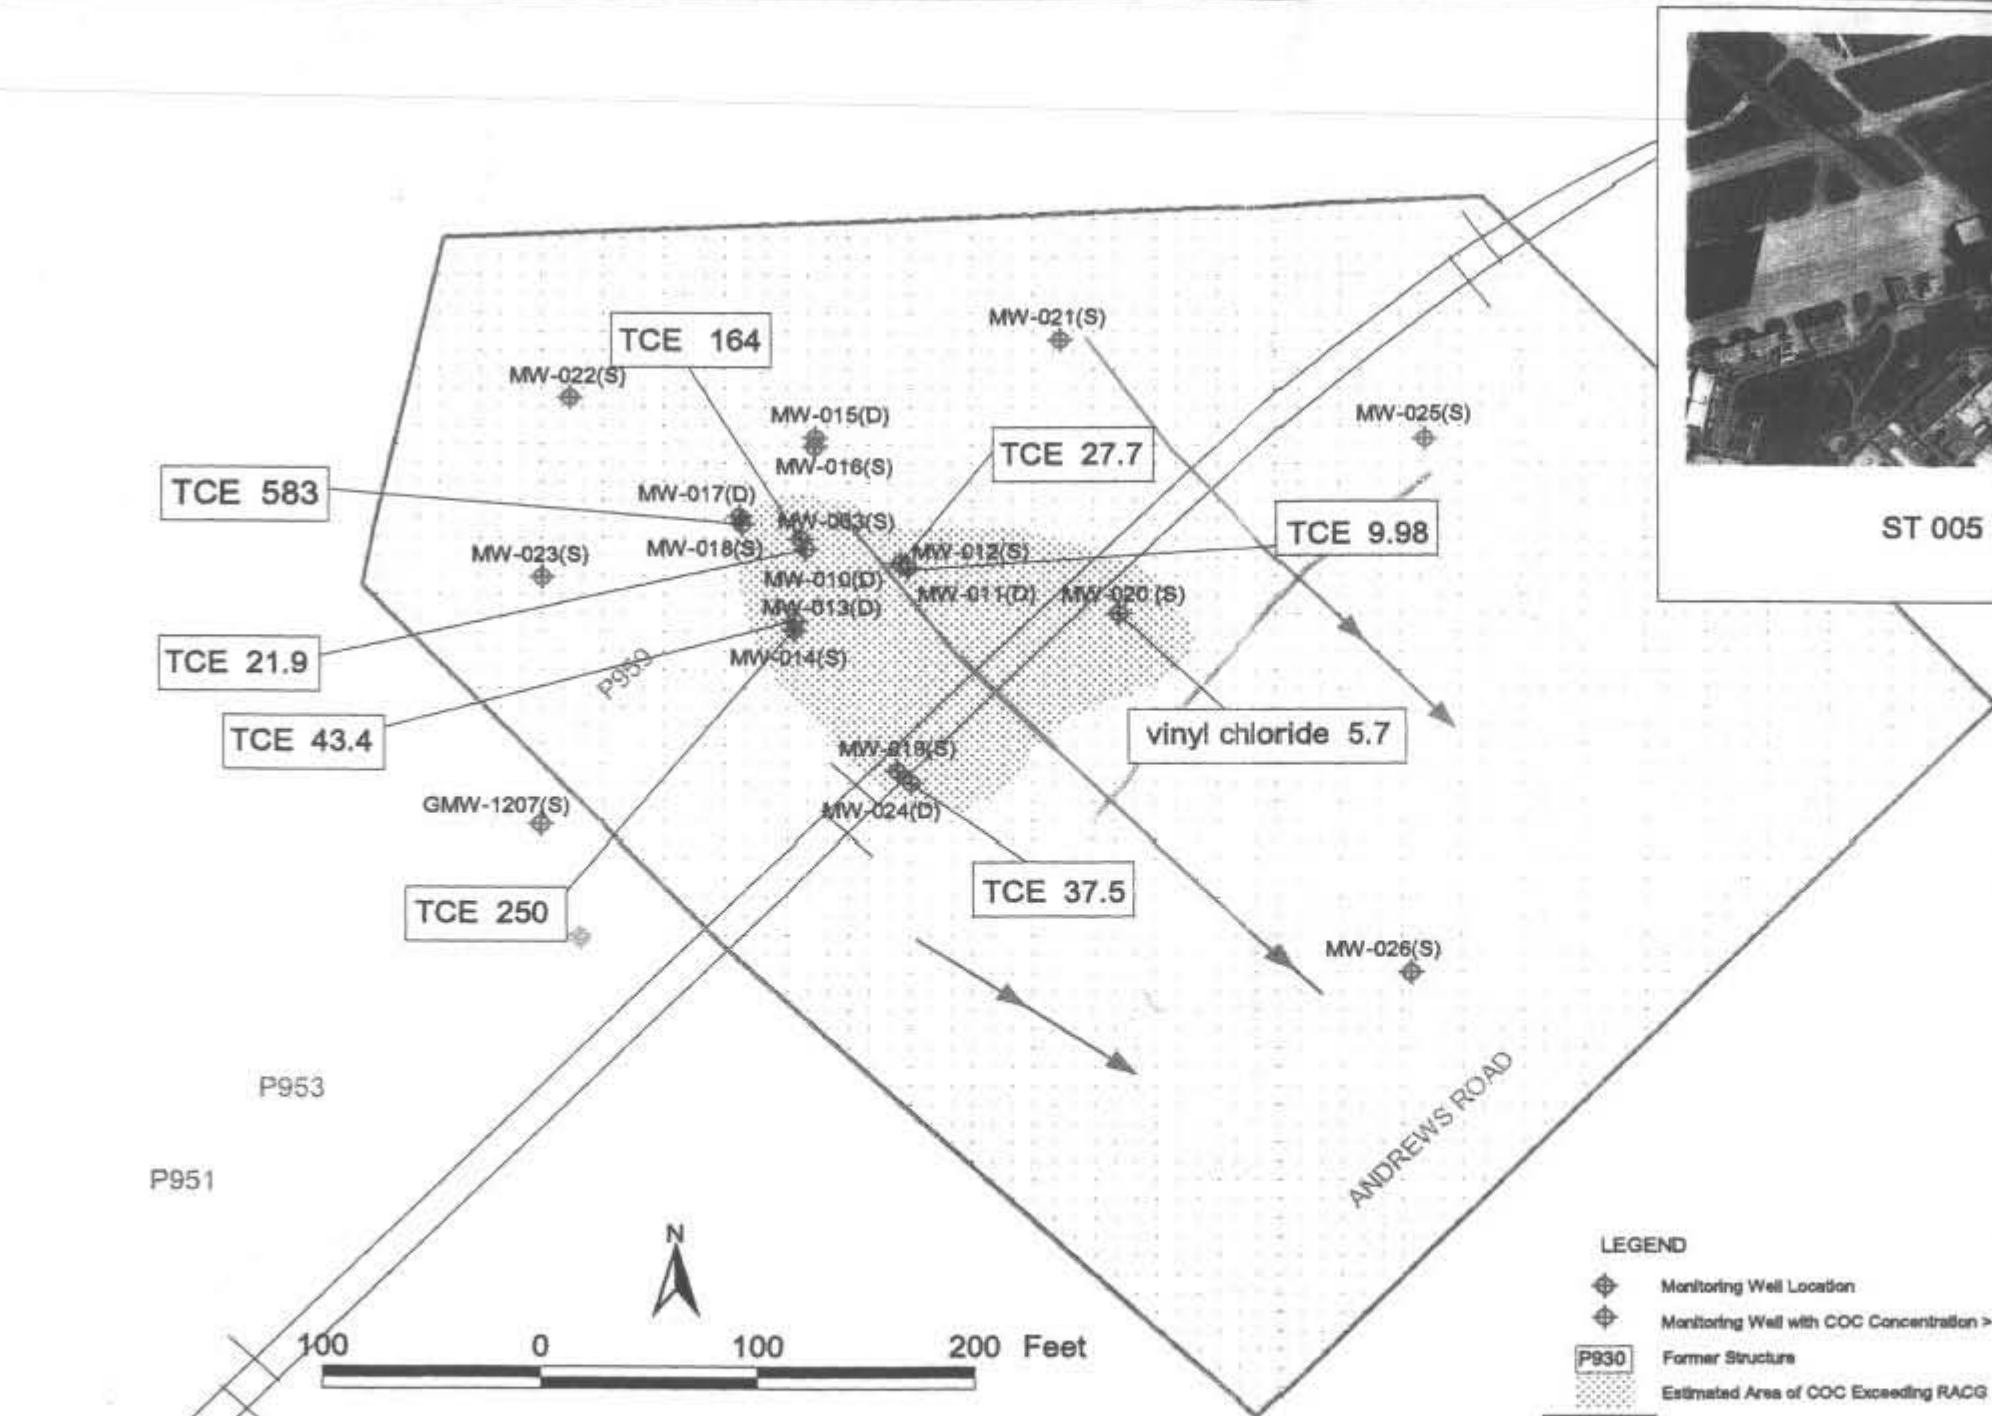 MW-021(S)
TCE 164
MW-022(S)
MW-015(D)
MW-025(S)
TCE 27.7
MW-016(S)
TCE 583
MW-017(D)
MW-003(S)
ST 005
TCE 9.98
MW-018(S)
MW-012(S)
MW-023(S)
MW-010(D)
MW-011(D)
MW-020 (S)
MW-013(D)
TCE 21.9
MW-014(S)
TCE 43.4
vinyl chloride 5.7
MW-019(S)
GMW-1207(S)
MW-024(D)
TCE 37.5
TCE 250
MW-026(S)
P953
ANDREWS ROAD
P951
N
100 0 100 200 Feet
LEGEND
Monitoring Well Location
Monitoring Well with COC Concentration >
P930 Former Structure
Estimated Area of COC Exceeding RACG